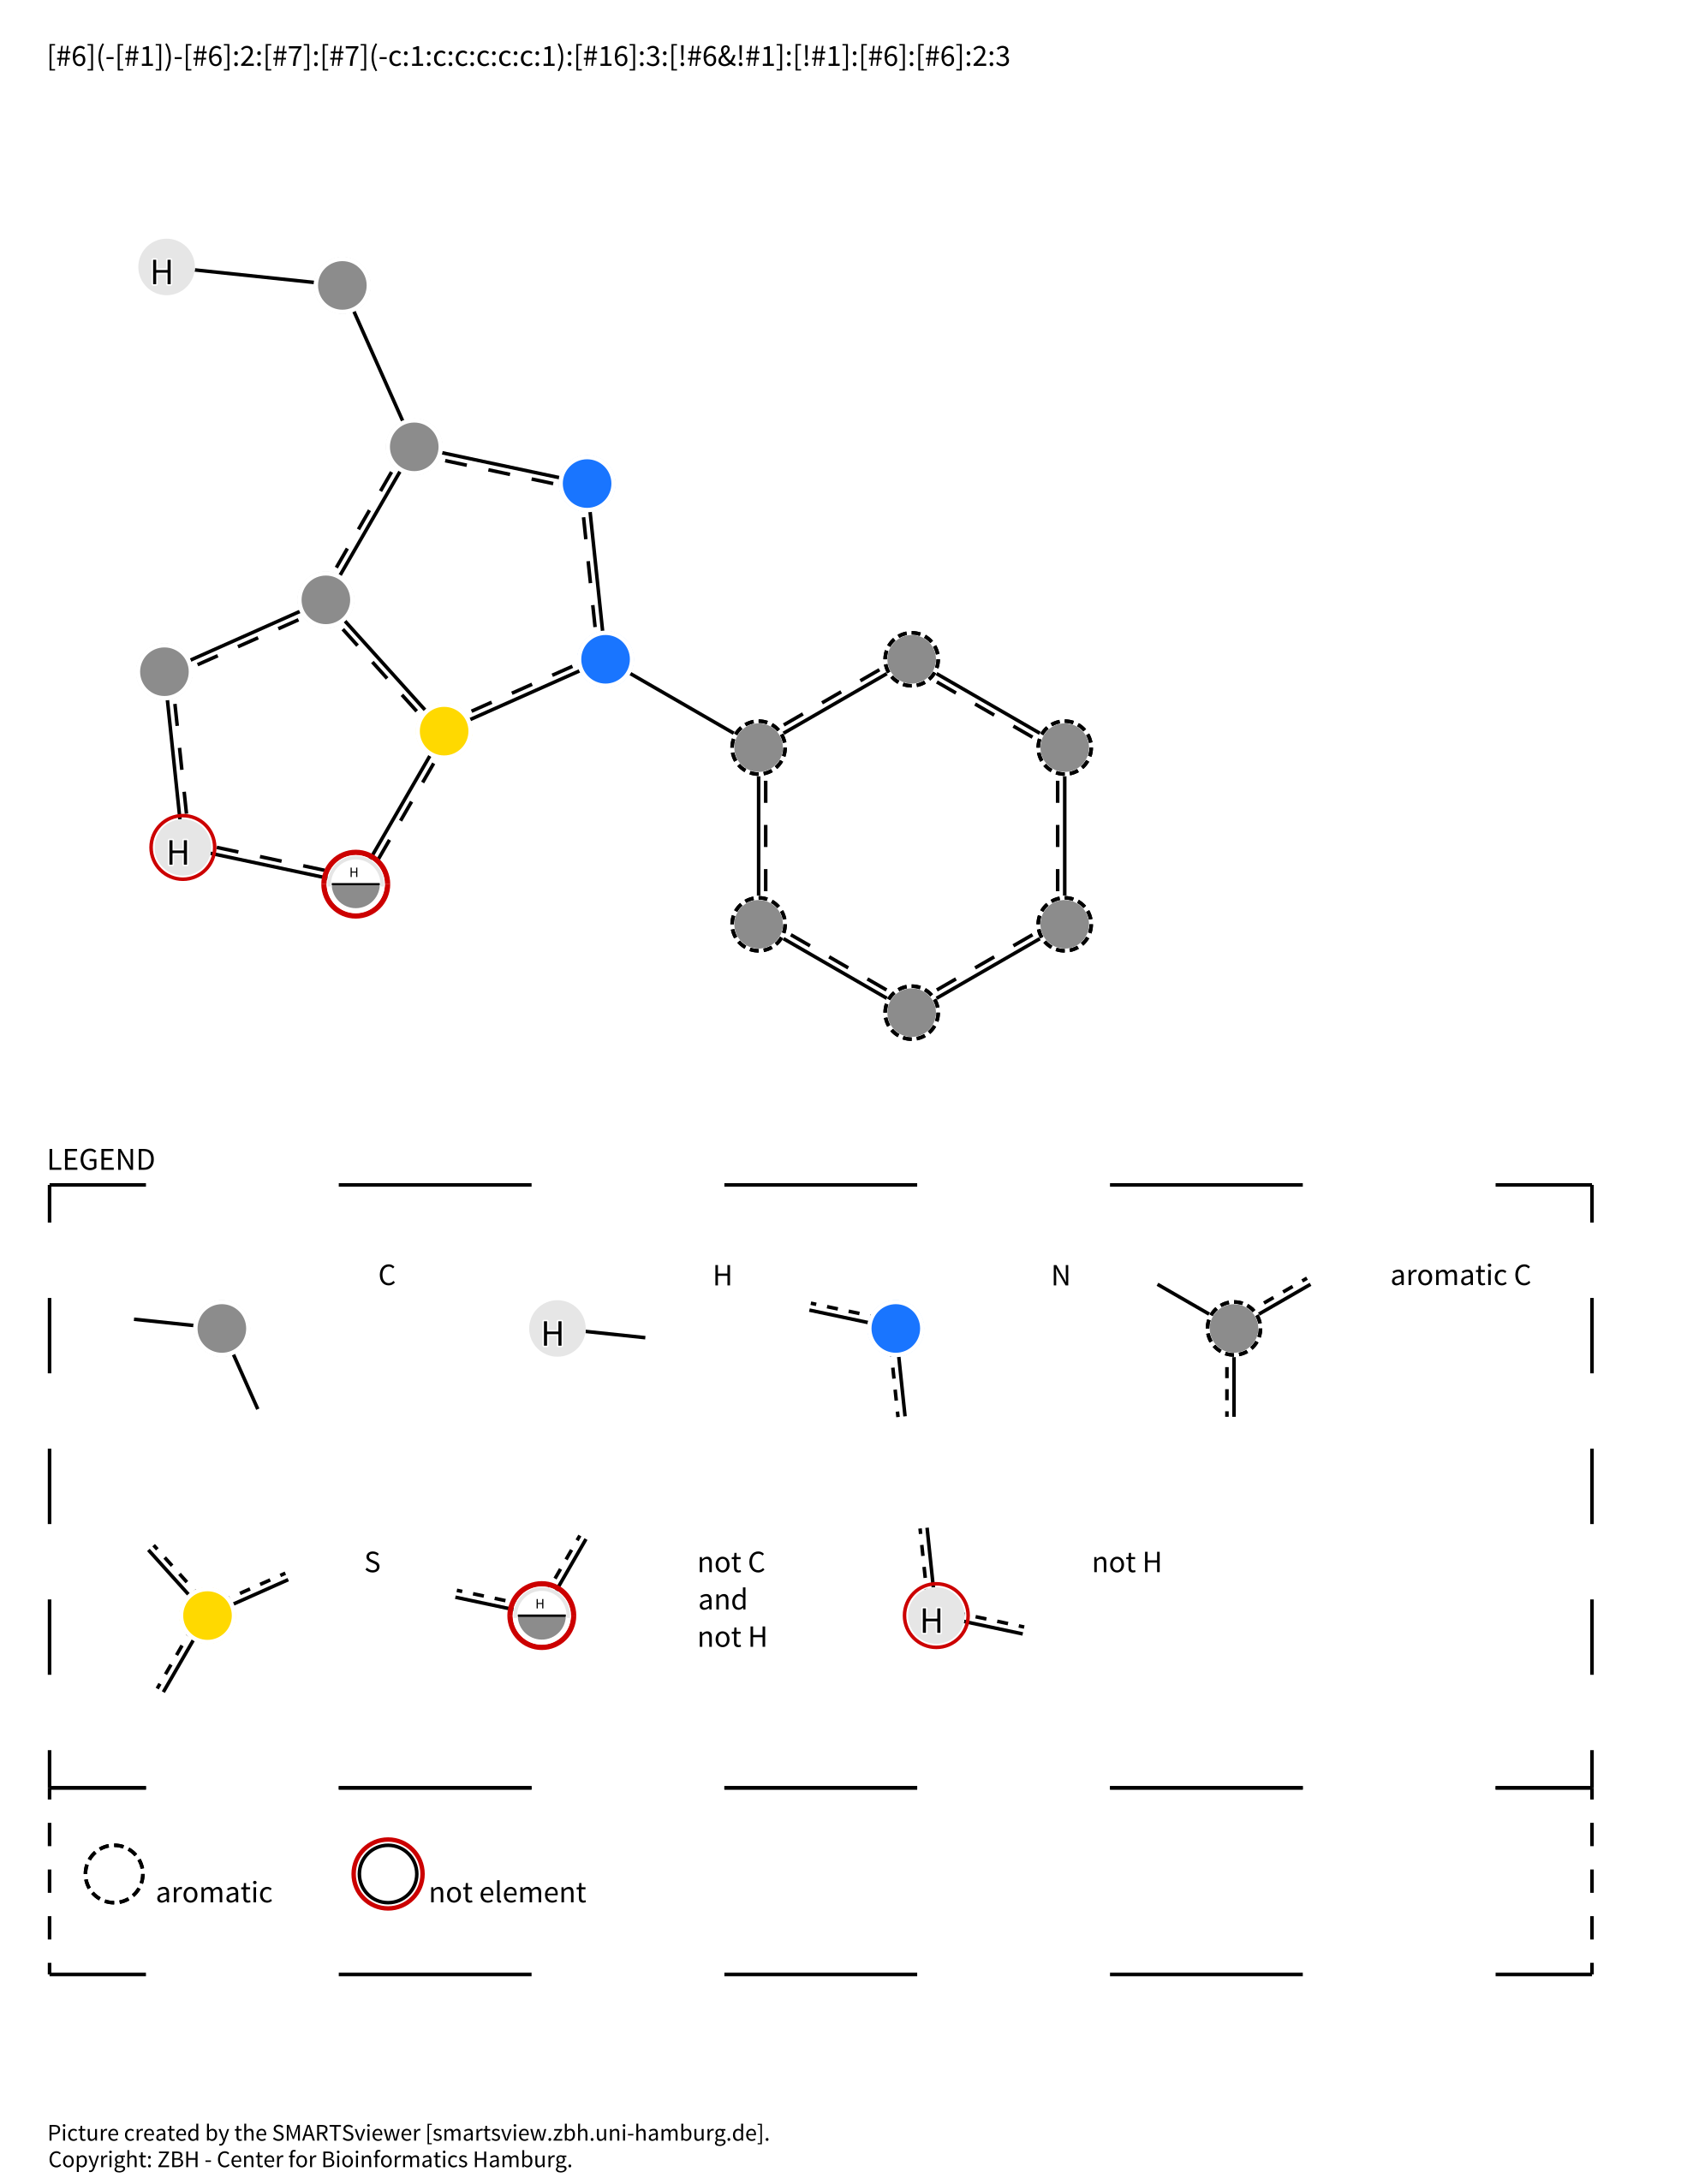 [#6](-[#1])-[#6]:2:[#7]:[#7](-c:1:c:c:c:c:c:1):[#16]:3:[!#6&!#1]:[!#1]:[#6]:[#6]:2:3
H
H
H
LEGEND
C
H
N
aromatic C
H
S
not C
and
not H
H
not H
H
aromatic
not element
Picture created by the SMARTSviewer [smartsview.zbh.uni-hamburg.de].
Copyright: ZBH - Center for Bioinformatics Hamburg.